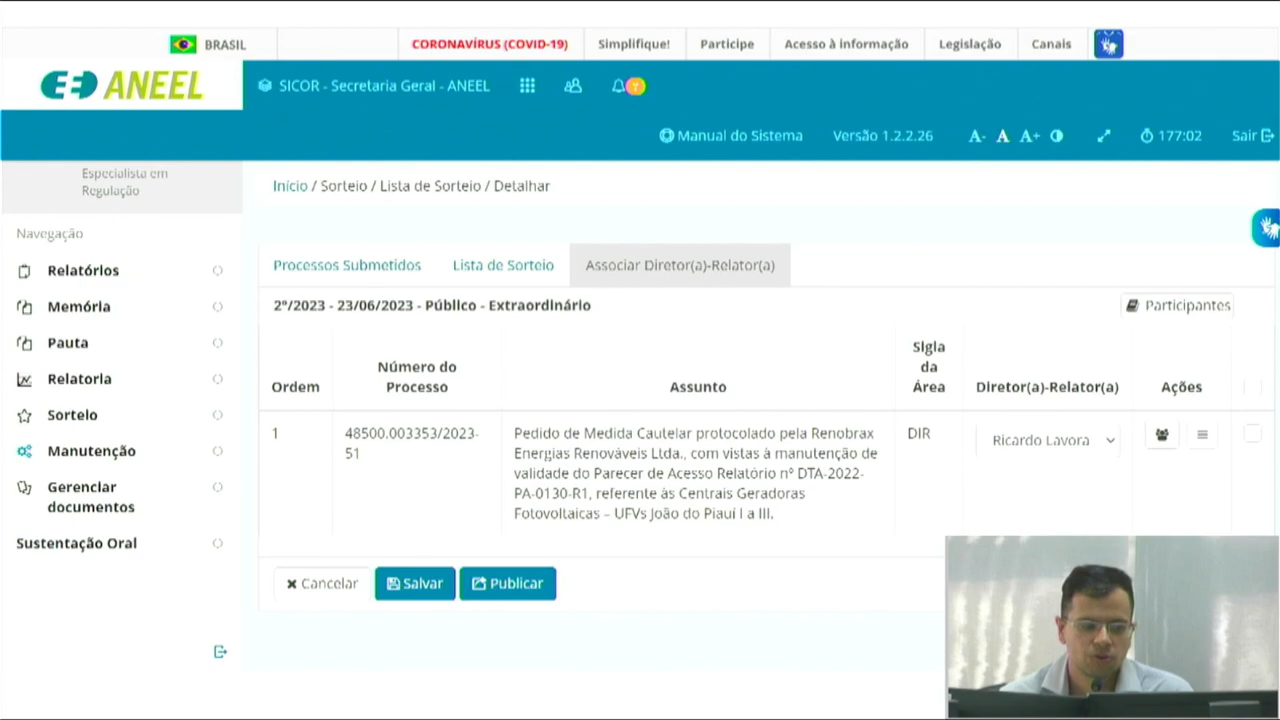 BRASIL
CORONAVÍRUS (COVID-19)
Simplifique!
Participe
Acesso à informação
Legislação
Canais
ANEEL
SICOR - Secretaria Geral - ANEEL
7
Manual do Sistema
Versão 1.2.2.26
A-
A
A+
177:02
Sair
Especialista em
Regulação
Navegação
Relatórios
Memória
Pauta
Relatoria
Sorteio
Manutenção
Gerenciar
documentos
Sustentação Oral
Início / Sorteio / Lista de Sorteio / Detalhar
Processos Submetidos
Lista de Sorteio
Associar Diretor(a)-Relator(a)
2º/2023 - 23/06/2023 - Público - Extraordinário
Participantes
Ordem
Número do
Processo
Assunto
Sigla
da
Área
Diretor(a)-Relator(a)
Ações
1
48500.003353/2023-
51
Pedido de Medida Cautelar protocolado pela Renobrax
Energias Renováveis Ltda., com vistas à manutenção de
validade do Parecer de Acesso Relatório nº DTA-2022-
PA-0130-R1, referente às Centrais Geradoras
Fotovoltaicas – UFVs João do Piauí I a III.
DIR
Ricardo Lavora
Cancelar
Salvar
Publicar